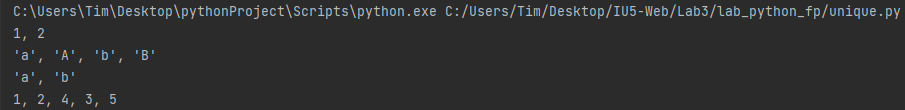 C:\Users\Tim\Desktop\pythonProject\Scripts\python.exe C:/Users/Tim/Desktop/IU5-Web/Lab3/lab_python_fp/unique.py
1, 2
'a', 'A', 'b', 'B'
'a', 'b'
1, 2, 4, 3, 5